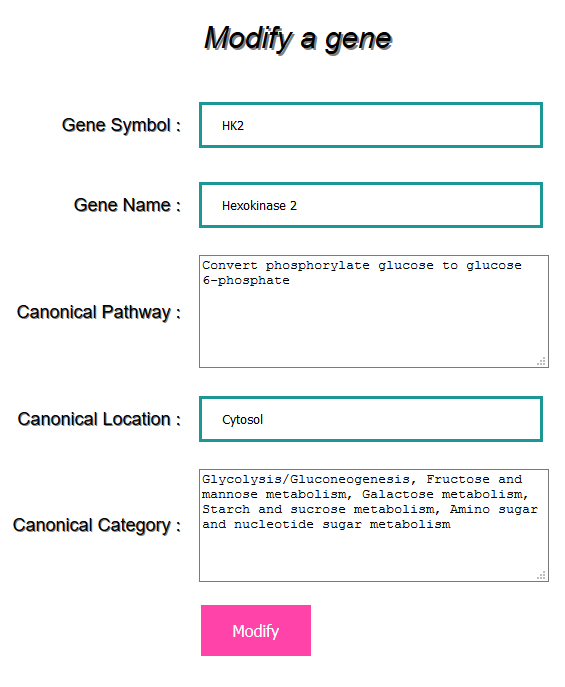 Modify a gene
Gene Symbol :
HK2
Gene Name :
Hexokinase 2
Canonical Pathway :
Convert phosphorylate glucose to glucose
6-phosphate
Canonical Location :
Cytosol
Canonical Category :
Glycolysis/Gluconeogenesis, Fructose and
mannose metabolism, Galactose metabolism,
Starch and sucrose metabolism, Amino sugar
and nucleotide sugar metabolism
Modify